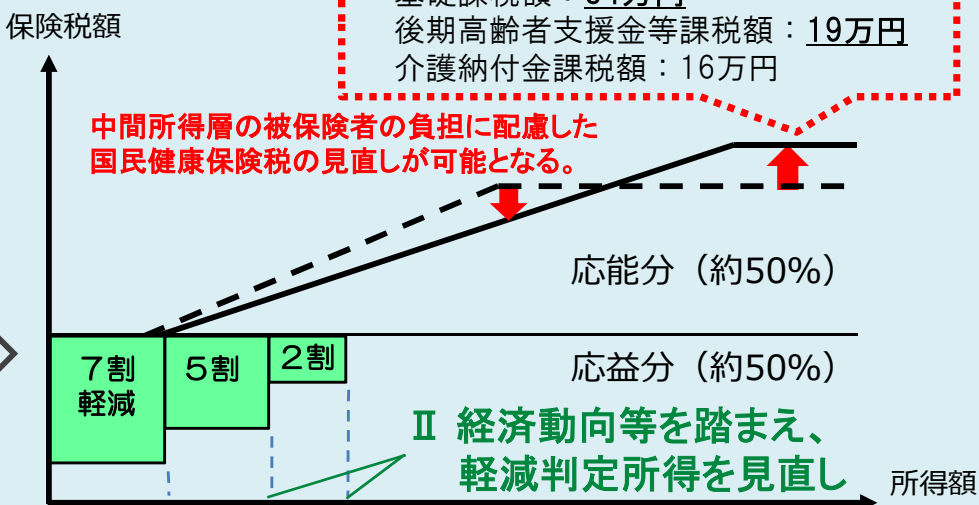 保険税額
後期高齢者支援金等課税額：19万円
介護納付金課税額：16万円
中間所得層の被保険者の負担に配慮した
国民健康保険税の見直しが可能となる。
応能分（約50%）
7割
軽減
5割
2割
応益分（約50%）
Ⅱ 経済動向等を踏まえ、
軽減判定所得を見直し
所得額